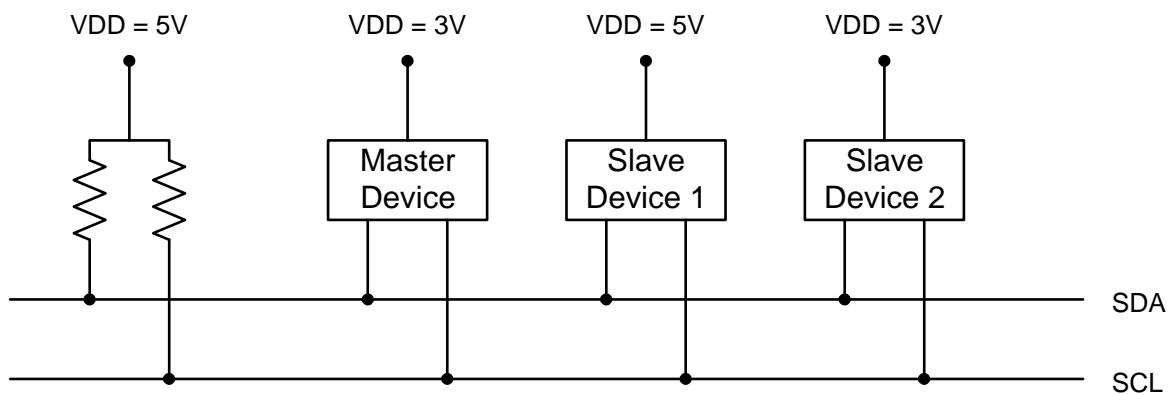 VDD = 5V
VDD = 3V
VDD = 5V
VDD = 3V
Master
Device
Slave
Device 1
Slave
Device 2
SDA
SCL